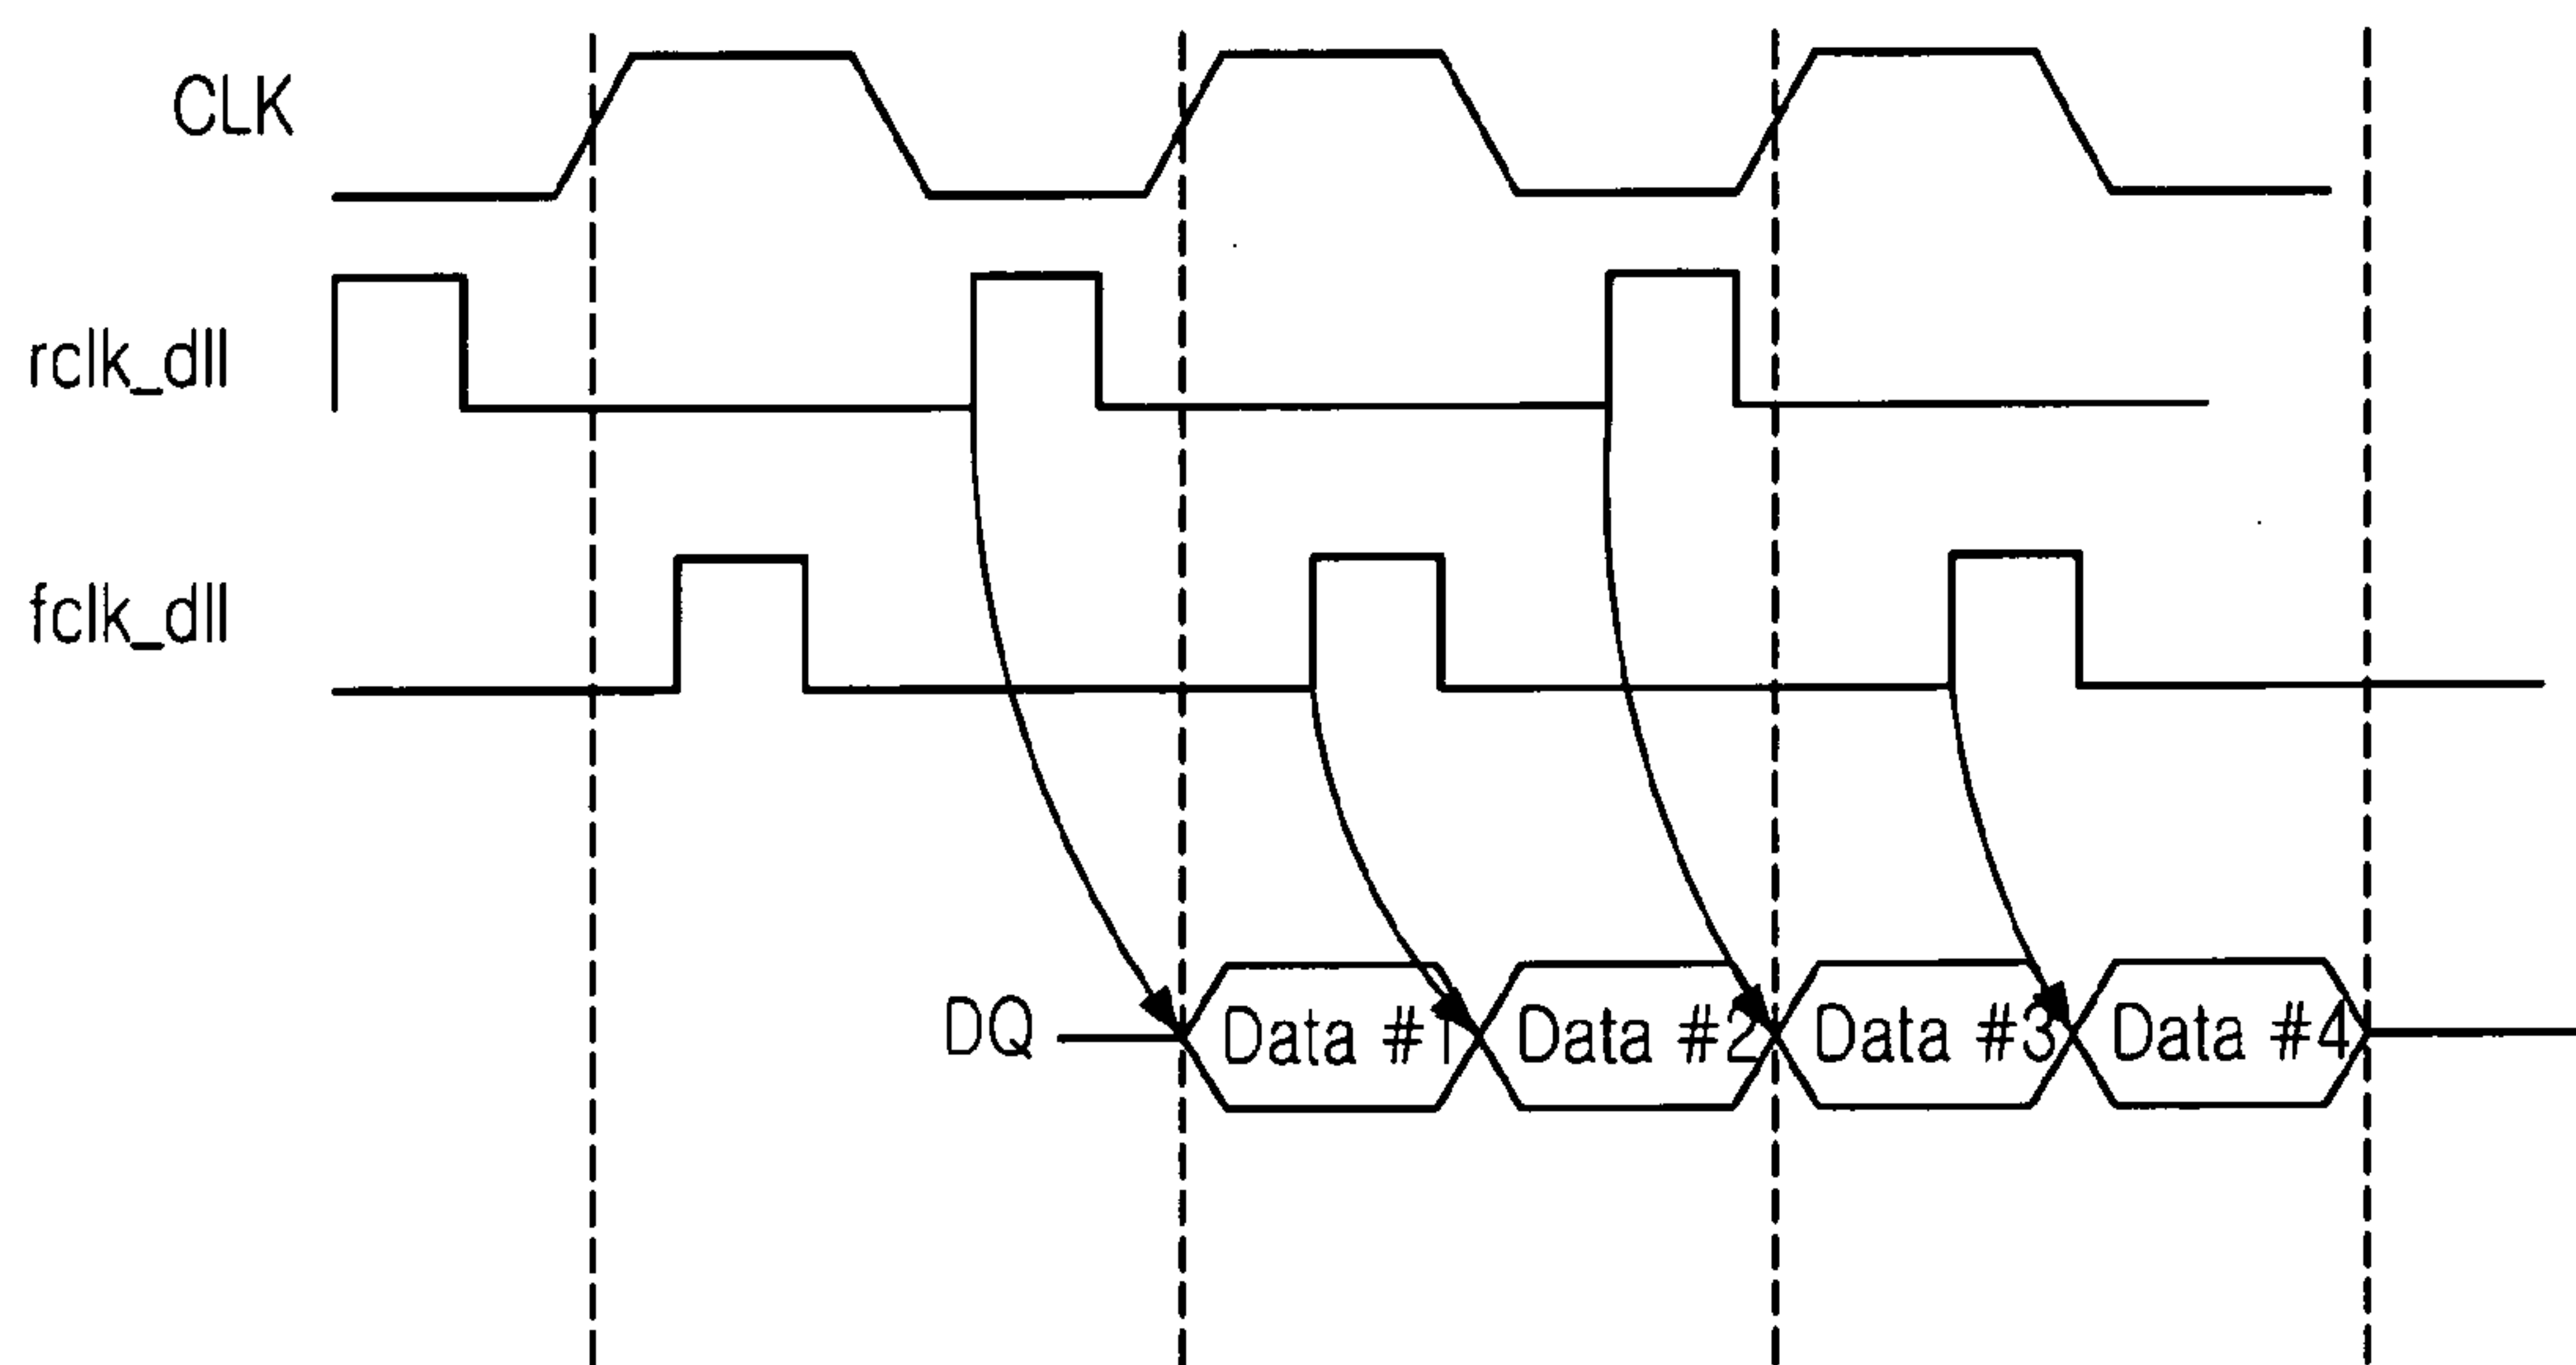 CLK
rclk_dll
fclk_dll
DQ Data #1 Data #2 Data #3 Data #4